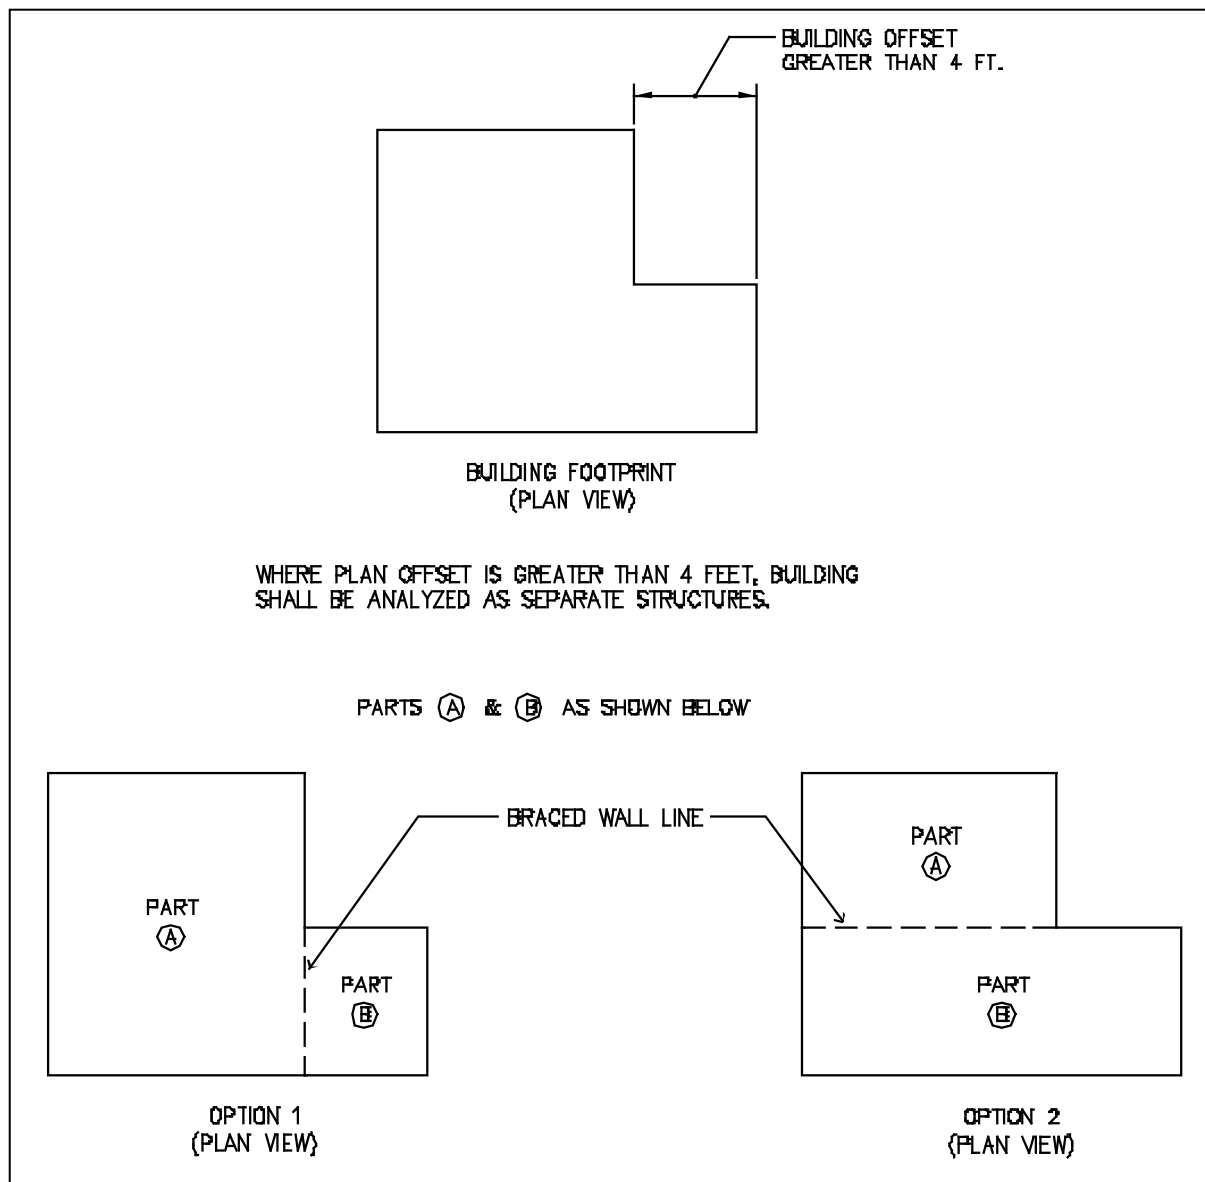 BUILDING OFFSET
GREATER THAN 4 FT.
BUILDING FOOTPRINT
(PLAN VIEW)
WHERE PLAN OFFSET IS GREATER THAN 4 FEET, BUILDING
SHALL BE ANALYZED AS SEPARATE STRUCTURES.
PARTS A & B AS SHOWN BELOW
BRACED WALL LINE
PART
A
PART
B
OPTION 1
(PLAN VIEW)
PART
A
PART
B
OPTION 2
(PLAN VIEW)